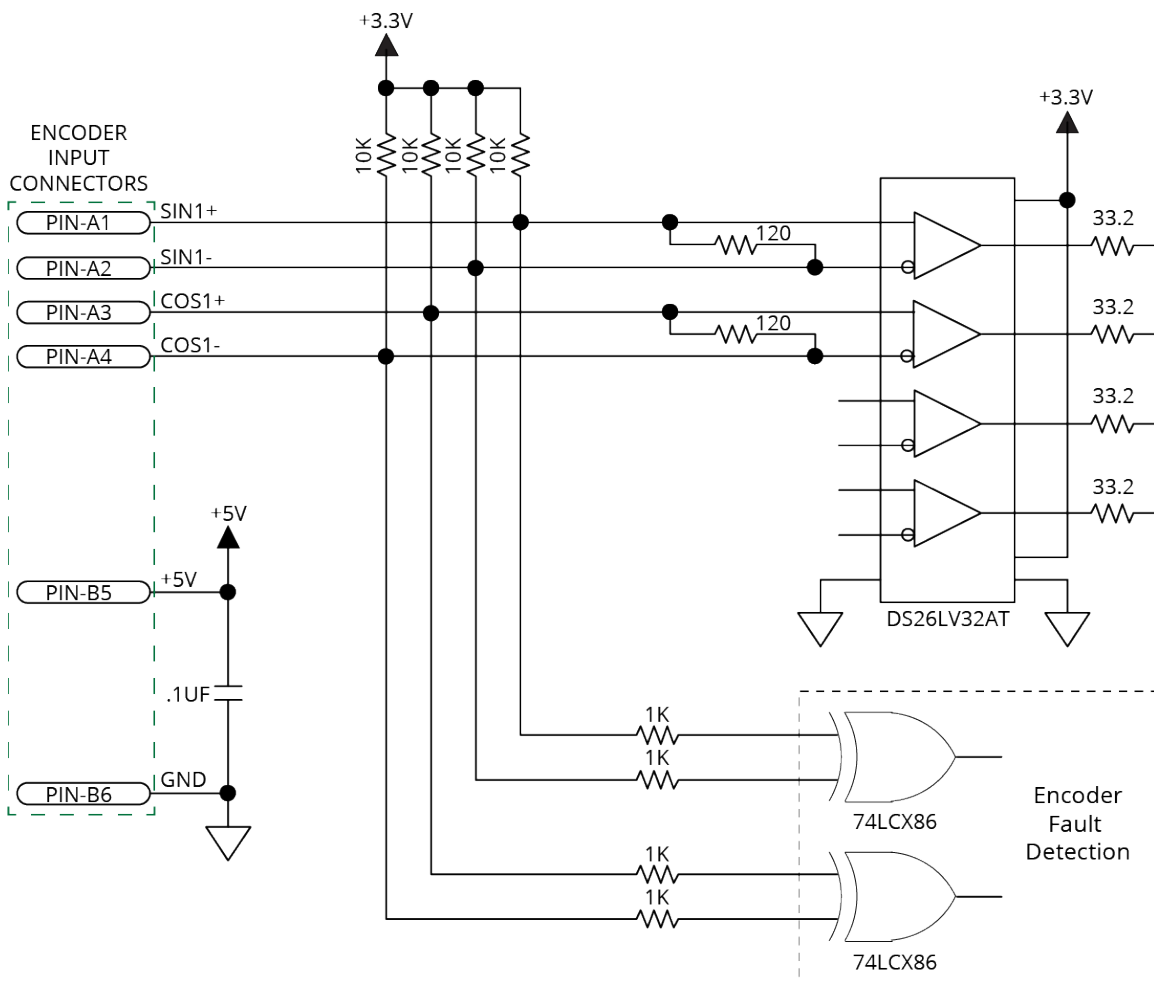 +3.3V
+3.3V
ENCODER
INPUT
CONNECTORS
10K
10K
10K
10K
PIN-A1
SIN1+
120
33.2
PIN-A2
SIN1-
PIN-A3
COS1+
120
33.2
PIN-A4
COS1-
33.2
33.2
+5V
PIN-B5
+5V
DS26LV32AT
.1UF
PIN-B6
GND
1K
1K
74LCX86
1K
1K
74LCX86
Encoder
Fault
Detection